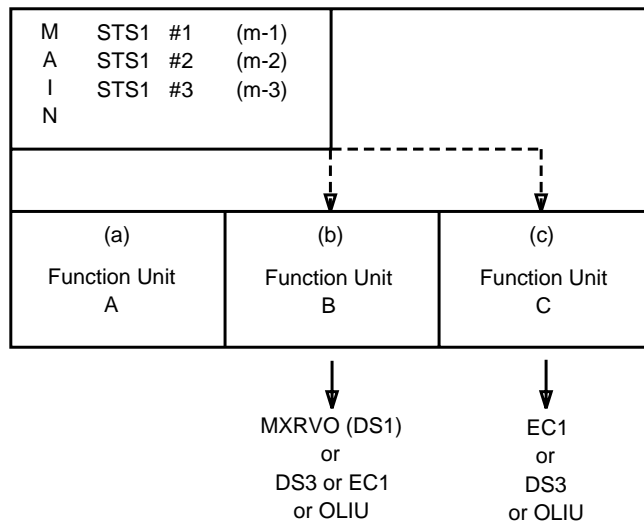 M STS1 #1 (m-1)
A STS1 #2 (m-2)
I STS1 #3 (m-3)
N
(a)
Function Unit
A
(b)
Function Unit
B
(c)
Function Unit
C
MXRVO (DS1)
or
DS3 or EC1
or OLIU
EC1
or
DS3
or OLIU